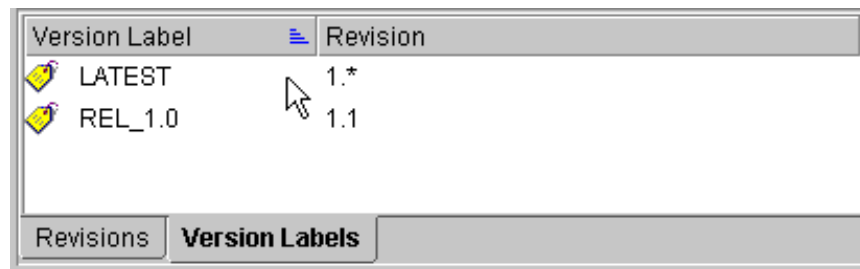 Version Label Revision
LATEST 1.*
REL_1.0 1.1
Revisions Version Labels